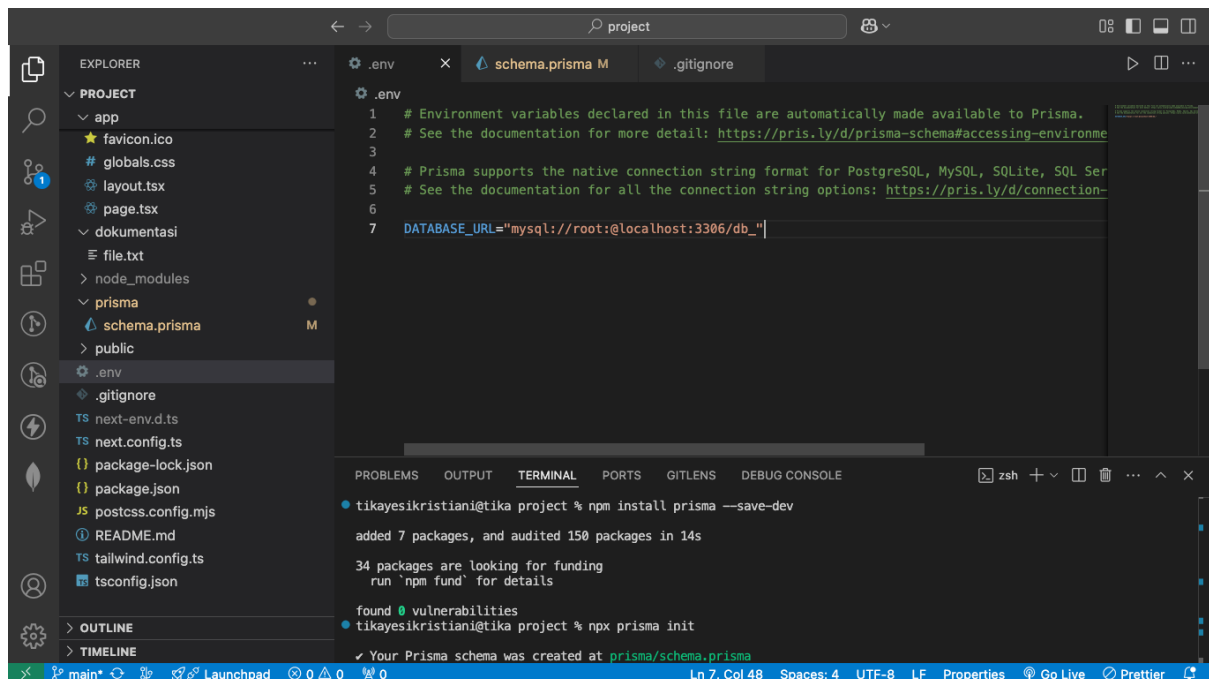 project
EXPLORER
PROJECT
app
favicon.ico
# globals.css
layout.tsx
page.tsx
dokumentasi
file.txt
node_modules
prisma
schema.prisma M
public
.env
.gitignore
TS next-env.d.ts
TS next.config.ts
{} package-lock.json
{} package.json
JS postcss.config.mjs
README.md
TS tailwind.config.ts
tsconfig.json
OUTLINE
TIMELINE
1
.env
schema.prisma M
.gitignore
.env
1 # Environment variables declared in this file are automatically made available to Prisma.
2 # See the documentation for more detail: https://pris.ly/d/prisma-schema#accessing-environme
3
4 # Prisma supports the native connection string format for PostgreSQL, MySQL, SQLite, SQL Ser
5 # See the documentation for all the connection string options: https://pris.ly/d/connection-
6
7 DATABASE_URL="mysql://root:@localhost:3306/db_"
PROBLEMS OUTPUT TERMINAL PORTS GITLENS DEBUG CONSOLE
zsh
tikayesikristiani@tika project % npm install prisma --save-dev
added 7 packages, and audited 150 packages in 14s
34 packages are looking for funding
run `npm fund` for details
found 0 vulnerabilities
tikayesikristiani@tika project % npx prisma init
✔ Your Prisma schema was created at prisma/schema.prisma
main* Launchpad 0 0 0 Ln 7, Col 48 Spaces: 4 UTF-8 LF Properties Go Live Prettier